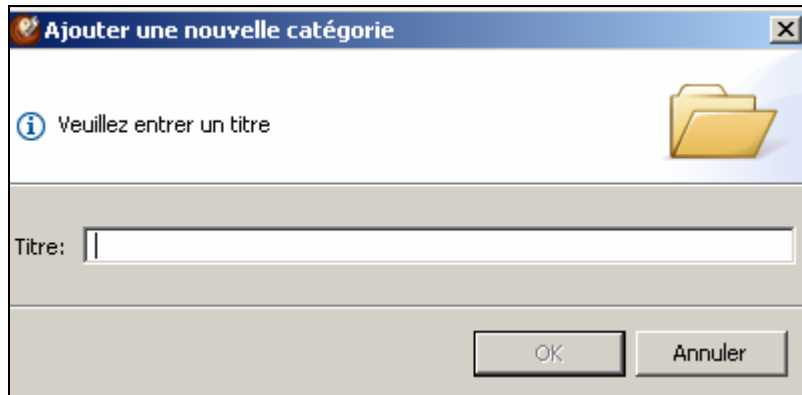 Ajouter une nouvelle catégorie
Veuillez entrer un titre
Titre:
OK
Annuler